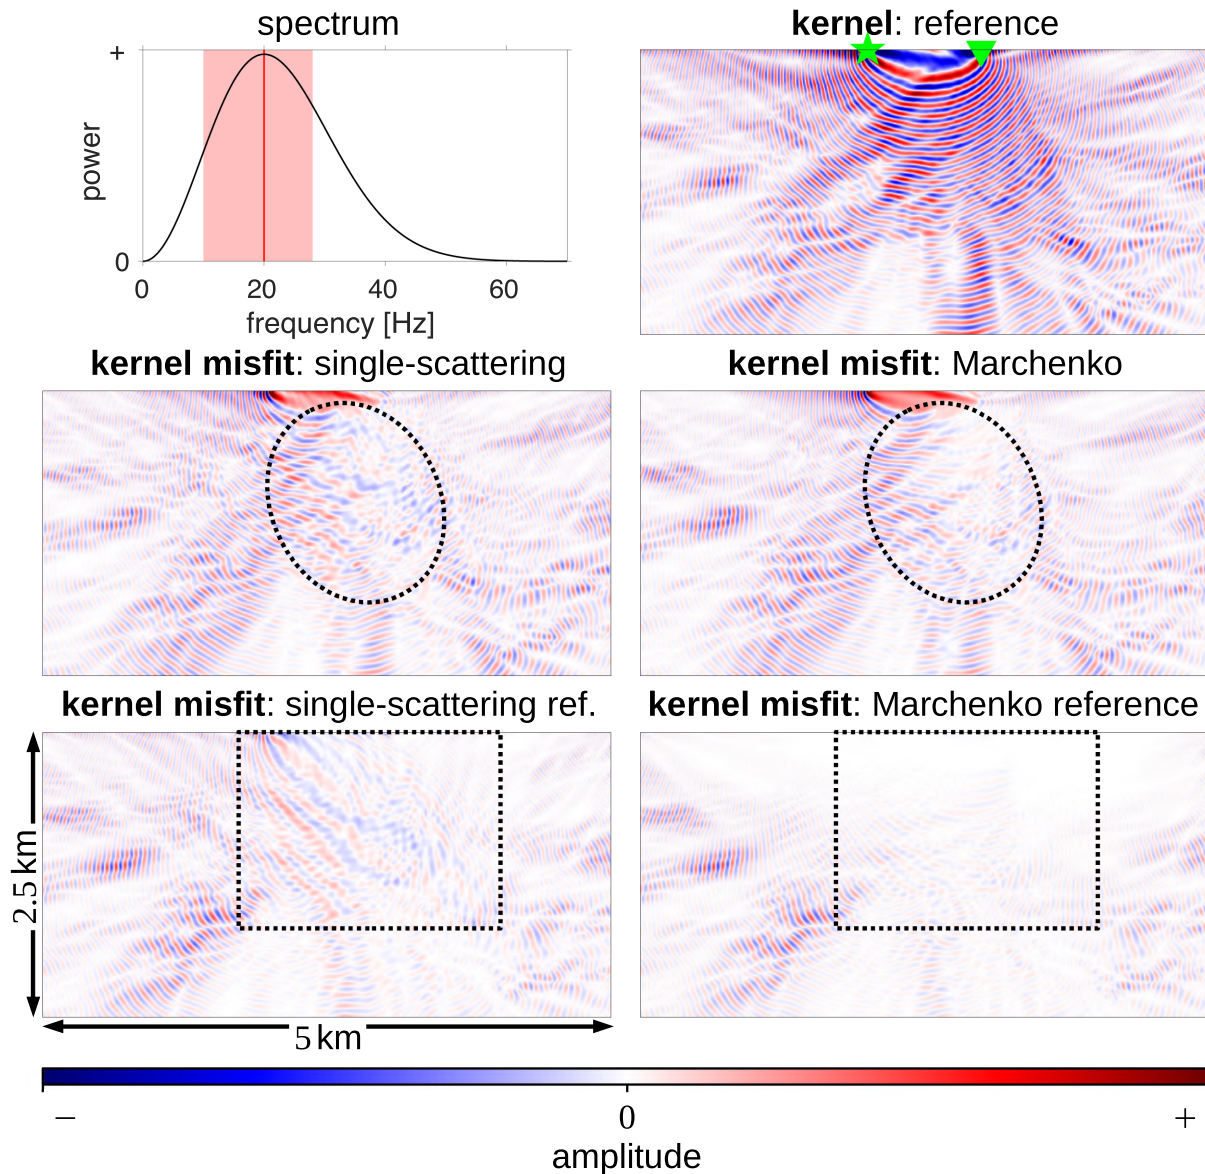 spectrum
kernel: reference
+
power
0
0 20 40 60
frequency [Hz]
kernel misfit: single-scattering
kernel misfit: Marchenko
kernel misfit: single-scattering ref.
kernel misfit: Marchenko reference
2.5 km
5 km
− 0 +
amplitude